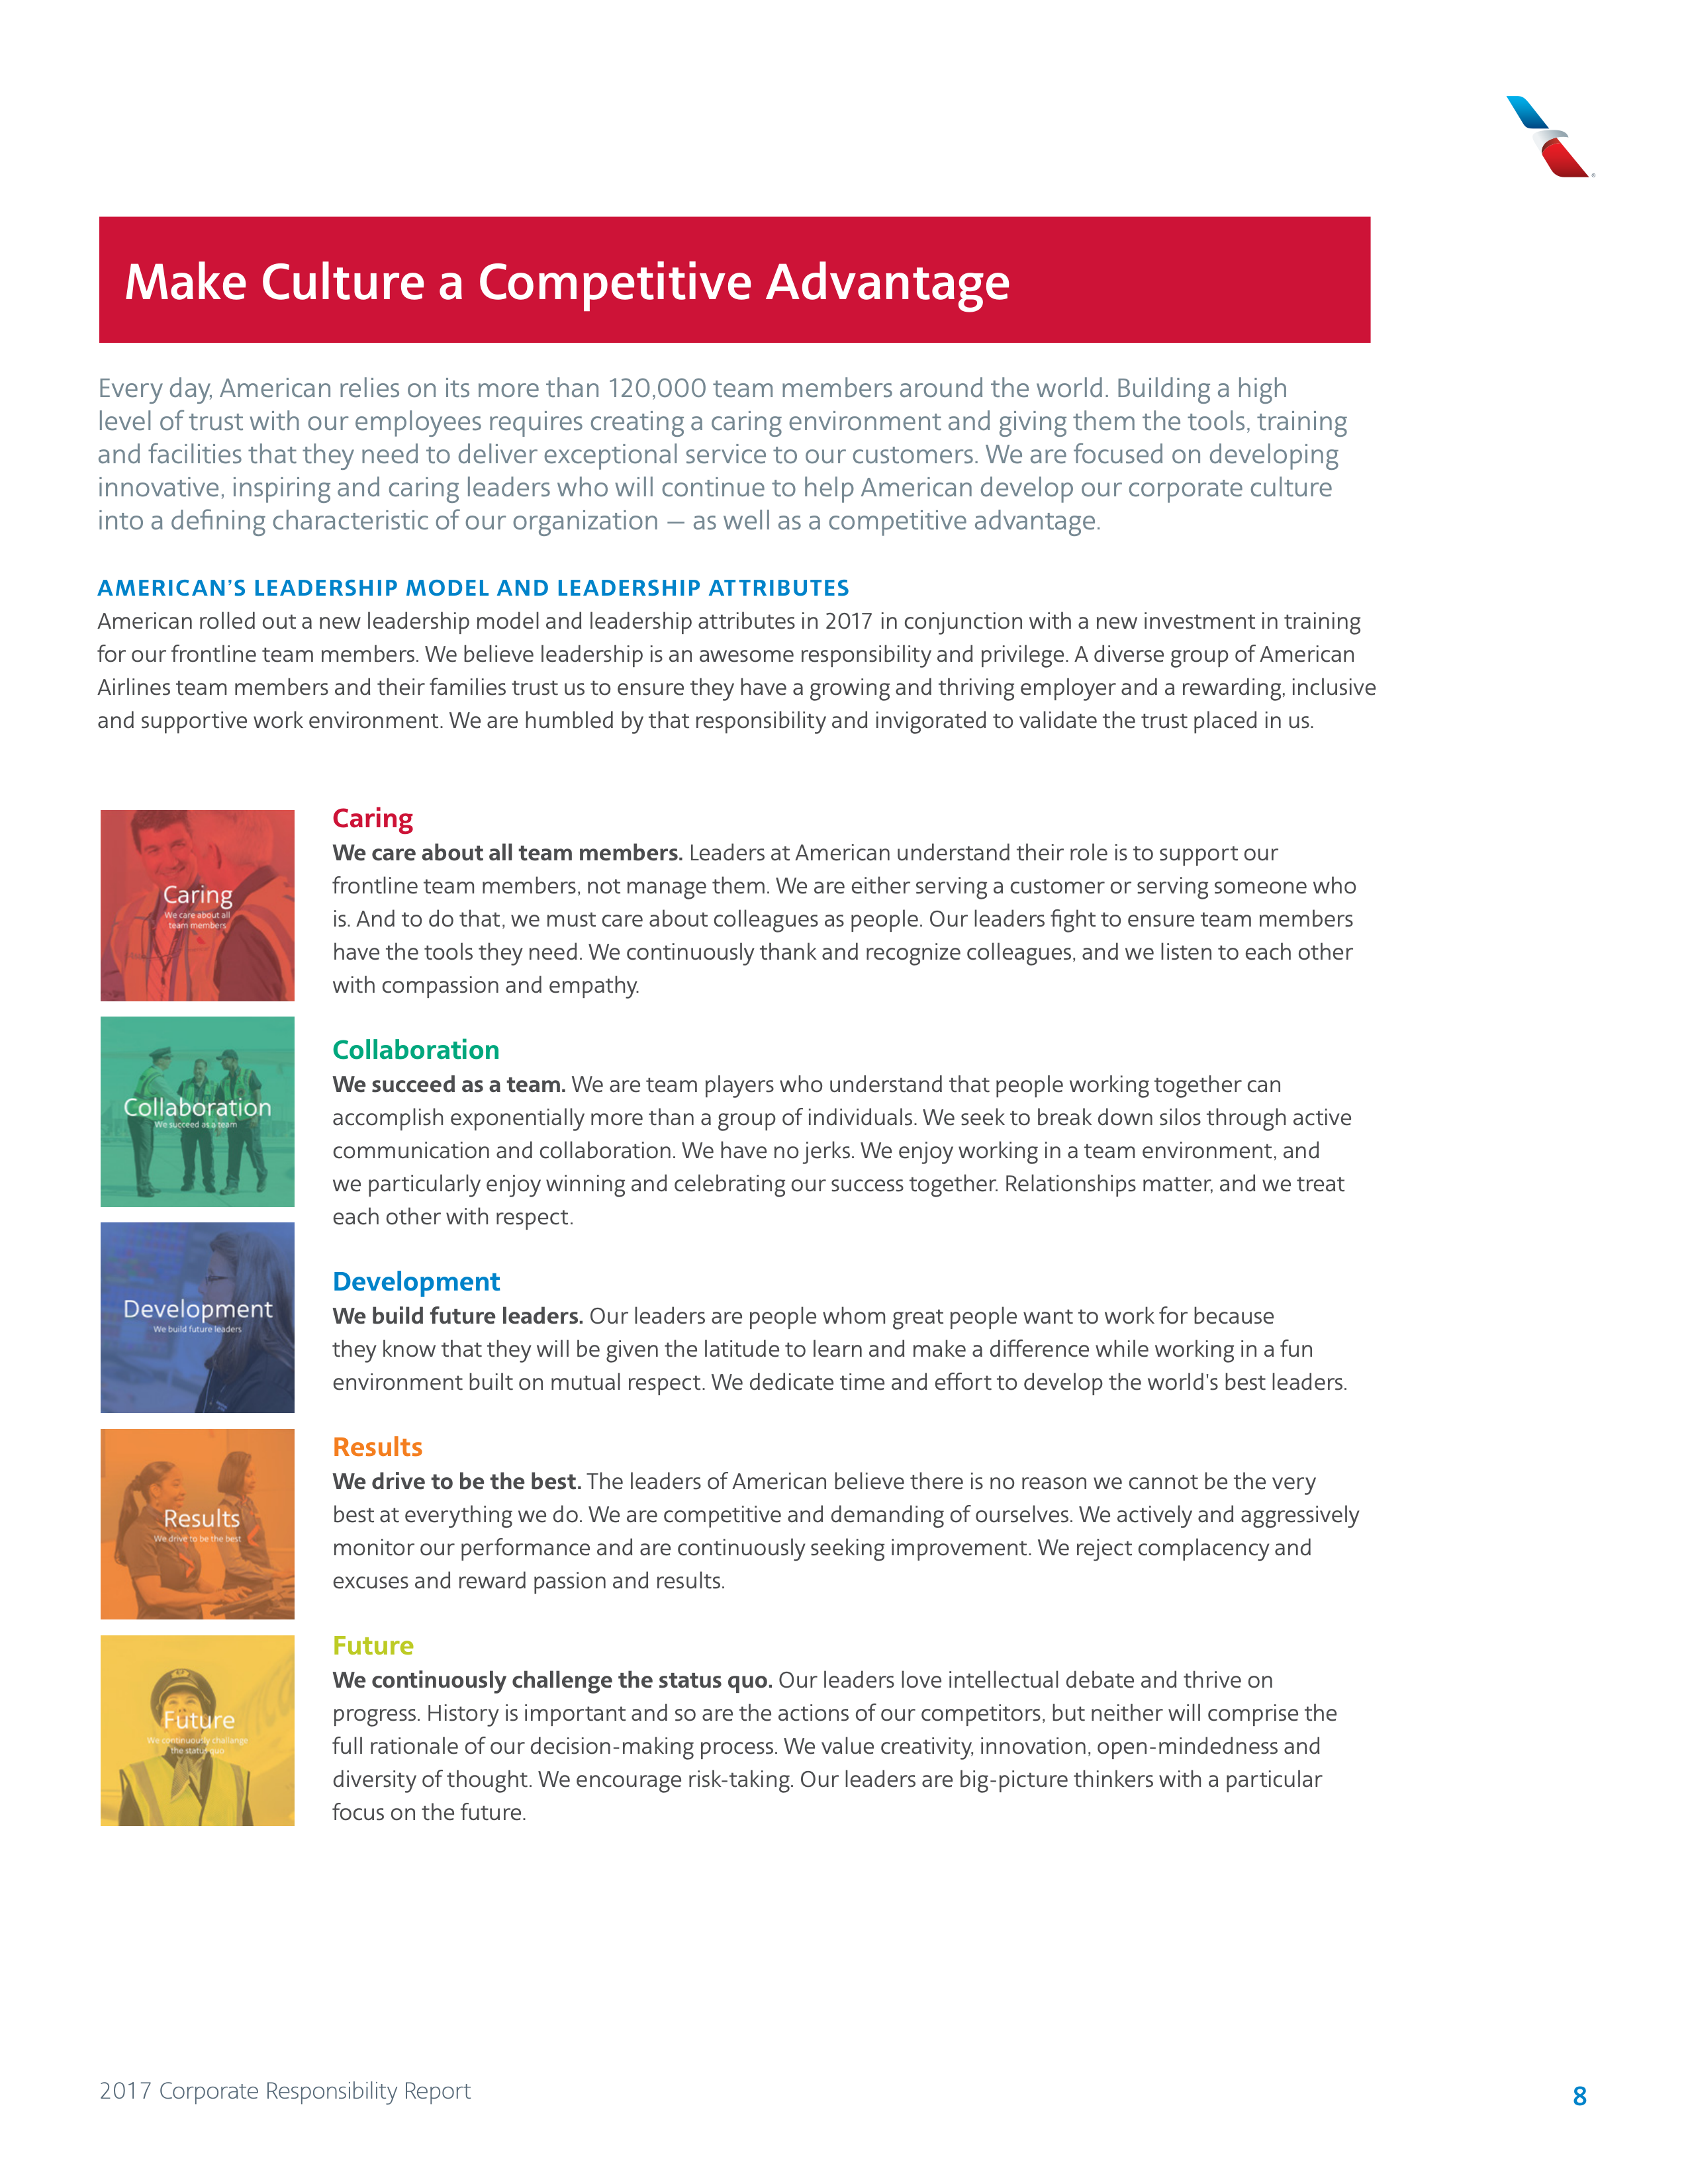 Make Culture a Competitive Advantage
Every day, American relies on its more than 120,000 team members around the world. Building a high
level of trust with our employees requires creating a caring environment and giving them the tools, training
and facilities that they need to deliver exceptional service to our customers. We are focused on developing
innovative, inspiring and caring leaders who will continue to help American develop our corporate culture
into a defining characteristic of our organization — as well as a competitive advantage.
AMERICAN'S LEADERSHIP MODEL AND LEADERSHIP ATTRIBUTES
American rolled out a new leadership model and leadership attributes in 2017 in conjunction with a new investment in training
for our frontline team members. We believe leadership is an awesome responsibility and privilege. A diverse group of American
Airlines team members and their families trust us to ensure they have a growing and thriving employer and a rewarding, inclusive
and supportive work environment. We are humbled by that responsibility and invigorated to validate the trust placed in us.
Caring
We care about all
team members
Caring
We care about all team members. Leaders at American understand their role is to support our
frontline team members, not manage them. We are either serving a customer or serving someone who
is. And to do that, we must care about colleagues as people. Our leaders fight to ensure team members
have the tools they need. We continuously thank and recognize colleagues, and we listen to each other
with compassion and empathy.
Collaboration
We succeed as a team
Collaboration
We succeed as a team. We are team players who understand that people working together can
accomplish exponentially more than a group of individuals. We seek to break down silos through active
communication and collaboration. We have no jerks. We enjoy working in a team environment, and
we particularly enjoy winning and celebrating our success together. Relationships matter, and we treat
each other with respect.
Development
We build future leaders
Development
We build future leaders. Our leaders are people whom great people want to work for because
they know that they will be given the latitude to learn and make a difference while working in a fun
environment built on mutual respect. We dedicate time and effort to develop the world's best leaders.
Results
We drive to be the best
Results
We drive to be the best. The leaders of American believe there is no reason we cannot be the very
best at everything we do. We are competitive and demanding of ourselves. We actively and aggressively
monitor our performance and are continuously seeking improvement. We reject complacency and
excuses and reward passion and results.
Future
We continuously challange
the status quo
Future
We continuously challenge the status quo. Our leaders love intellectual debate and thrive on
progress. History is important and so are the actions of our competitors, but neither will comprise the
full rationale of our decision-making process. We value creativity, innovation, open-mindedness and
diversity of thought. We encourage risk-taking. Our leaders are big-picture thinkers with a particular
focus on the future.
2017 Corporate Responsibility Report
8